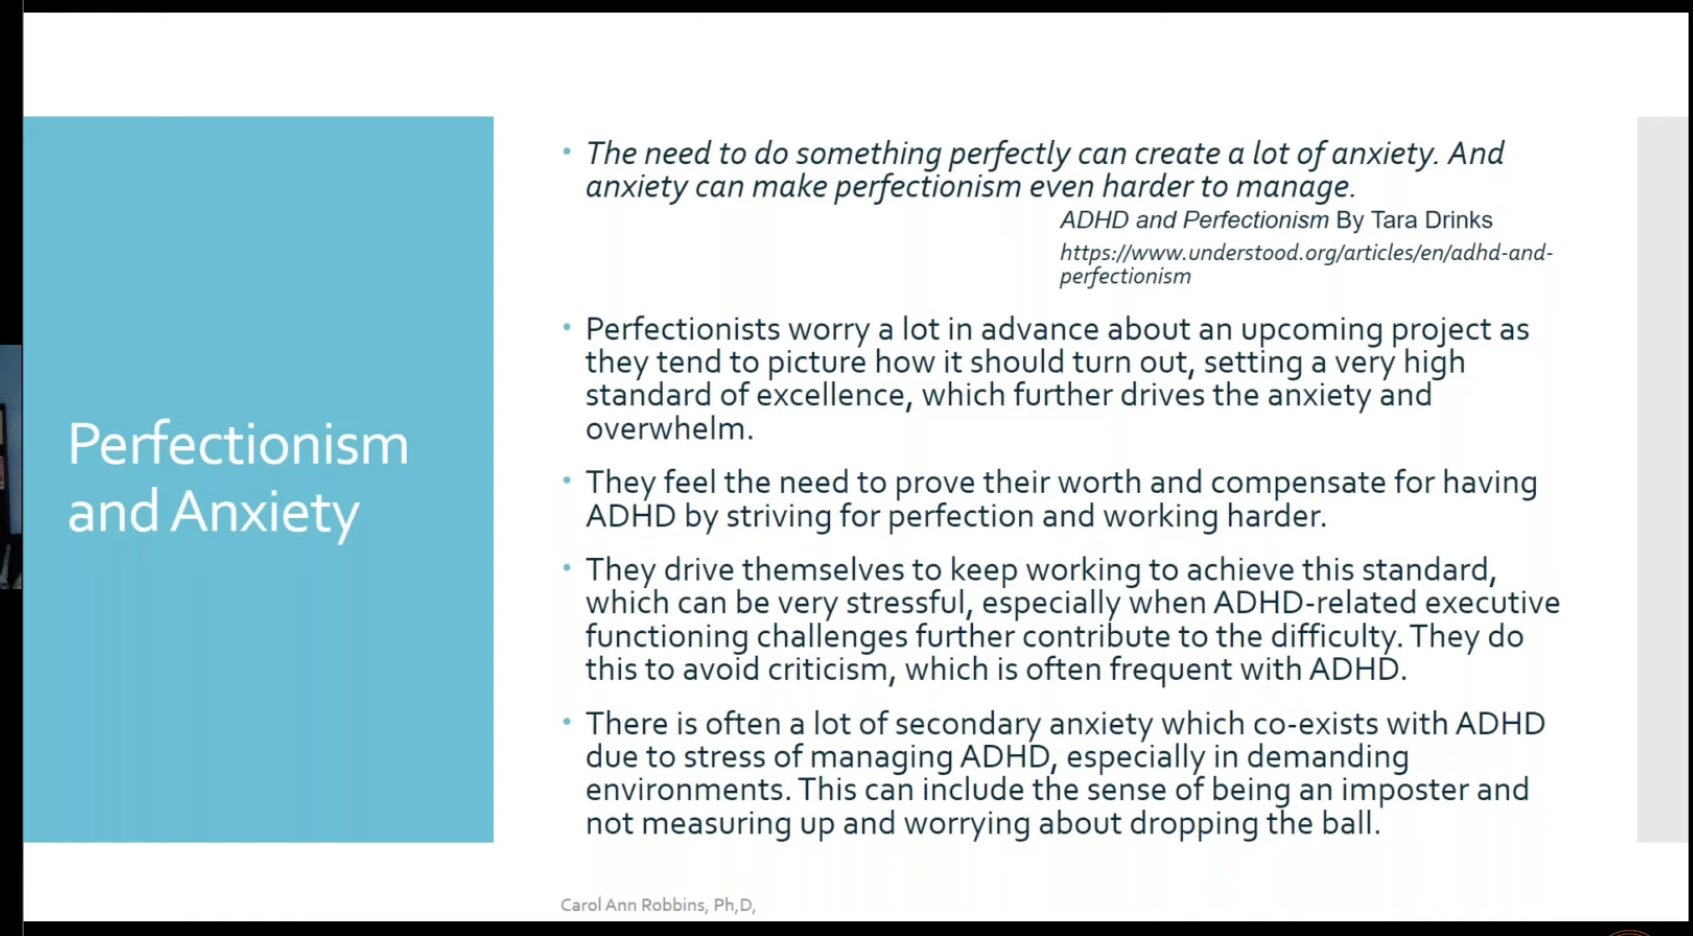 Perfectionism
and Anxiety
• The need to do something perfectly can create a lot of anxiety. And
anxiety can make perfectionism even harder to manage.
ADHD and Perfectionism By Tara Drinks
https://www.understood.org/articles/en/adhd-and-
perfectionism
• Perfectionists worry a lot in advance about an upcoming project as
they tend to picture how it should turn out, setting a very high
standard of excellence, which further drives the anxiety and
overwhelm.
• They feel the need to prove their worth and compensate for having
ADHD by striving for perfection and working harder.
• They drive themselves to keep working to achieve this standard,
which can be very stressful, especially when ADHD-related executive
functioning challenges further contribute to the difficulty. They do
this to avoid criticism, which is often frequent with ADHD.
• There is often a lot of secondary anxiety which co-exists with ADHD
due to stress of managing ADHD, especially in demanding
environments. This can include the sense of being an imposter and
not measuring up and worrying about dropping the ball.
Carol Ann Robbins, Ph,D,